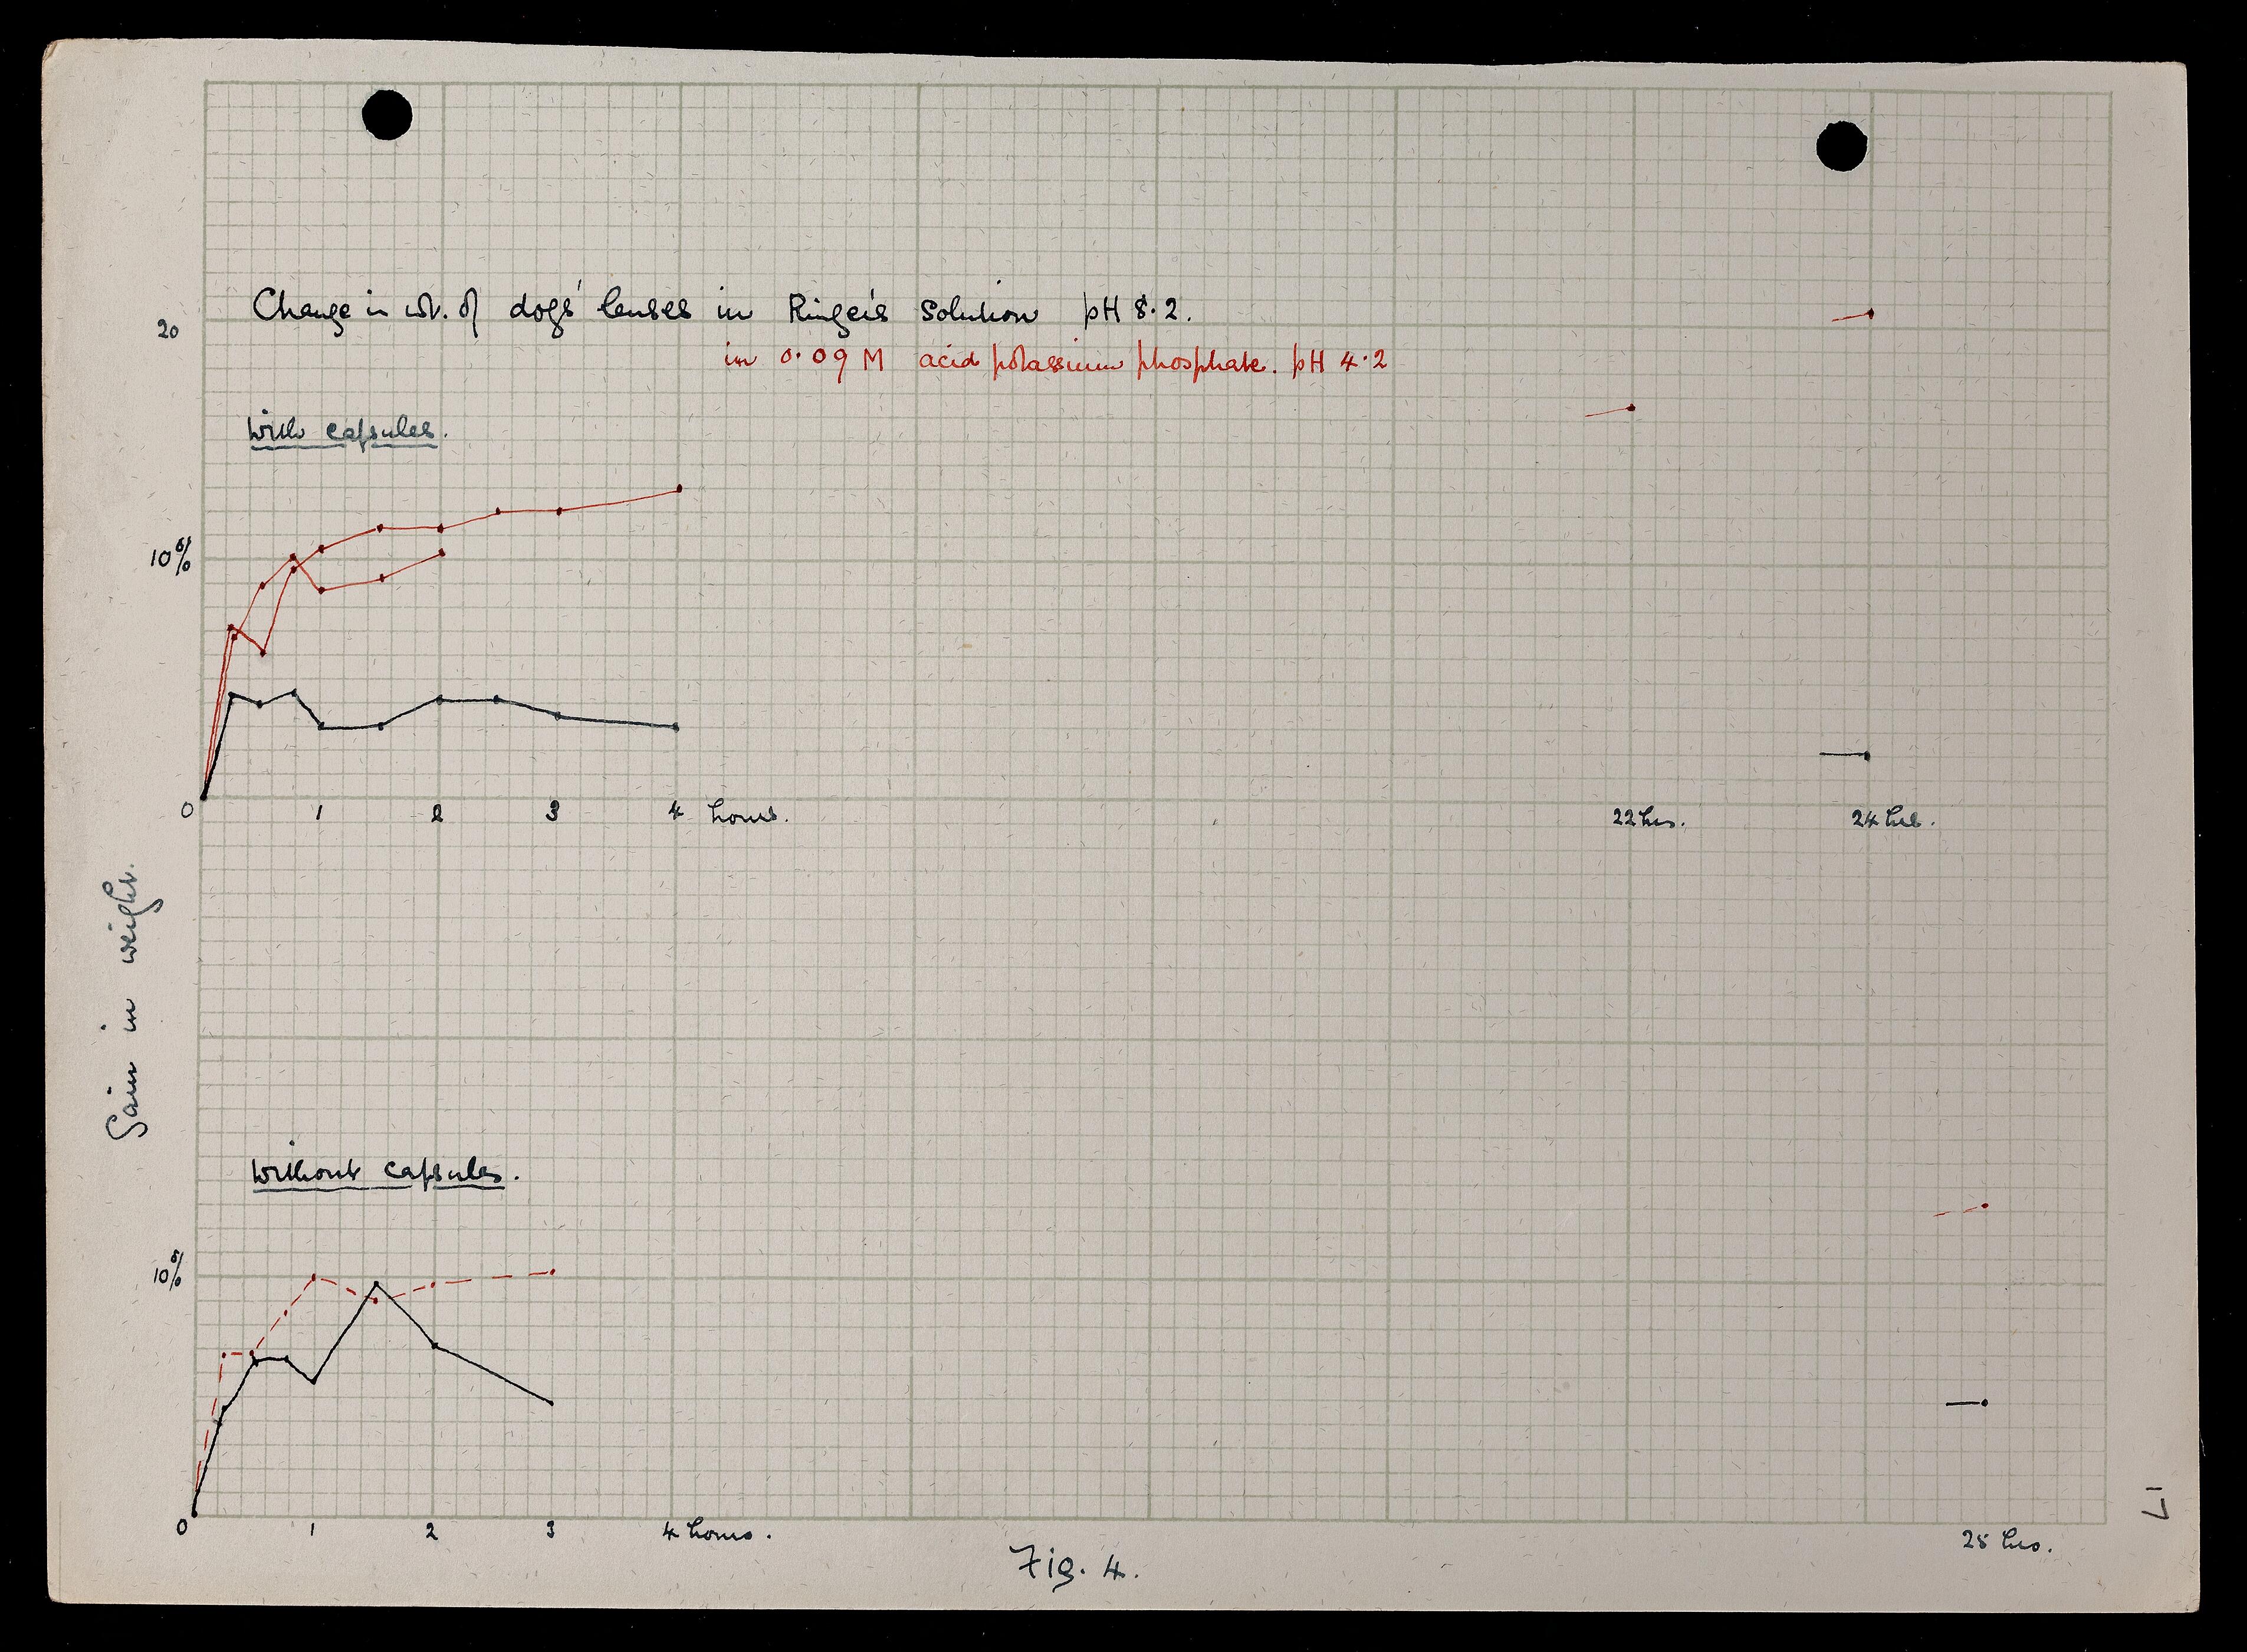 Change in wt. of dogs' lenses in Ringer's Solution pH 8.2.
in 0.09 M acid potassium phosphate. pH 4.2
20
With capsules.
10%
0 1 2 3 4 hours. 22 hrs. 24 hrs.
Gain in weight.
Without capsules.
10%
0 1 2 3 4 hours. 25 hrs.
Fig. 4.
17